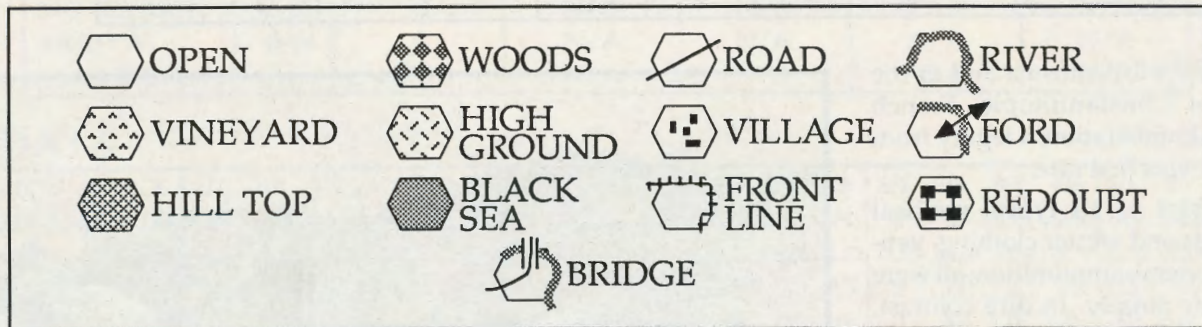 OPEN
WOODS
ROAD
RIVER
VINEYARD
HIGH
GROUND
VILLAGE
FORD
HILL TOP
BLACK
SEA
FRONT
LINE
REDOUBT
BRIDGE